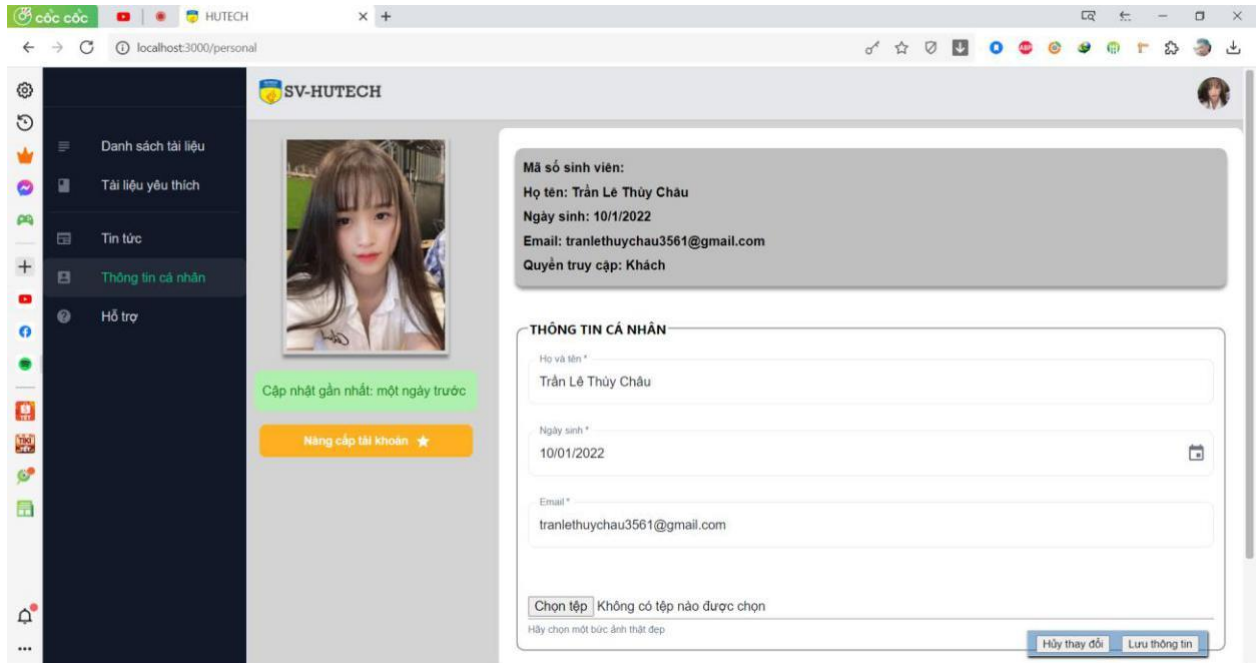 cốc cốc
HUTECH
localhost:3000/personal
SV-HUTECH
Danh sách tài liệu
Tài liệu yêu thích
Tin tức
Thông tin cá nhân
Hỗ trợ
Cập nhật gần nhất: một ngày trước
Nâng cấp tài khoản
Mã số sinh viên:
Họ tên: Trần Lê Thùy Châu
Ngày sinh: 10/1/2022
Email: tranlethuychau3561@gmail.com
Quyền truy cập: Khách
THÔNG TIN CÁ NHÂN
Họ và tên *
Trần Lê Thùy Châu
Ngày sinh *
10/01/2022
Email *
tranlethuychau3561@gmail.com
Chọn tệp Không có tệp nào được chọn
Hãy chọn một bức ảnh thật đẹp
Hủy thay đổi Lưu thông tin